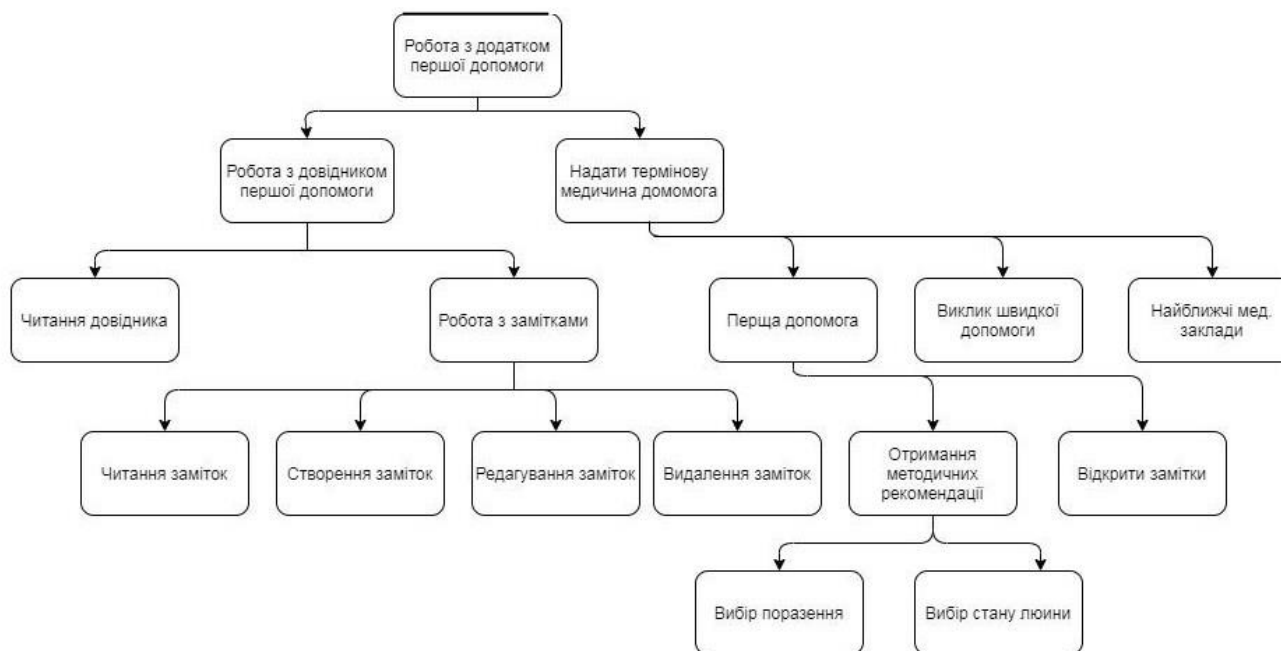 Робота з додатком
першої допомоги
Робота з довідником
першої допомоги
Надати термінову
медичина домомога
Читання довідника
Робота з замітками
Перща допомога
Виклик швидкої
допомоги
Найближчі мед.
заклади
Читання заміток
Створення заміток
Редагування заміток
Видалення заміток
Отримання
методичних
рекомендації
Відкрити замітки
Вибір поразення
Вибір стану люини